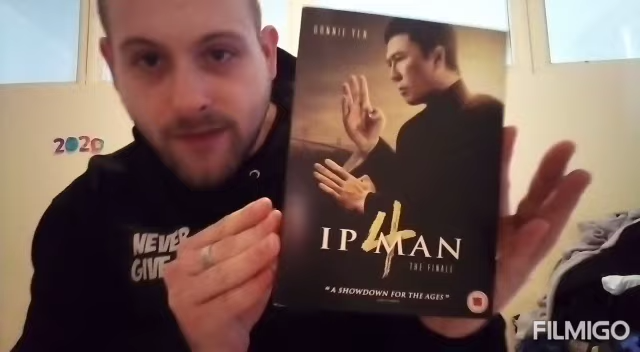 DONNIE YEN
2020
NEVER
GIVE
IP MAN 4
THE FINALE
"A SHOWDOWN FOR THE AGES"
15
FILMIGO